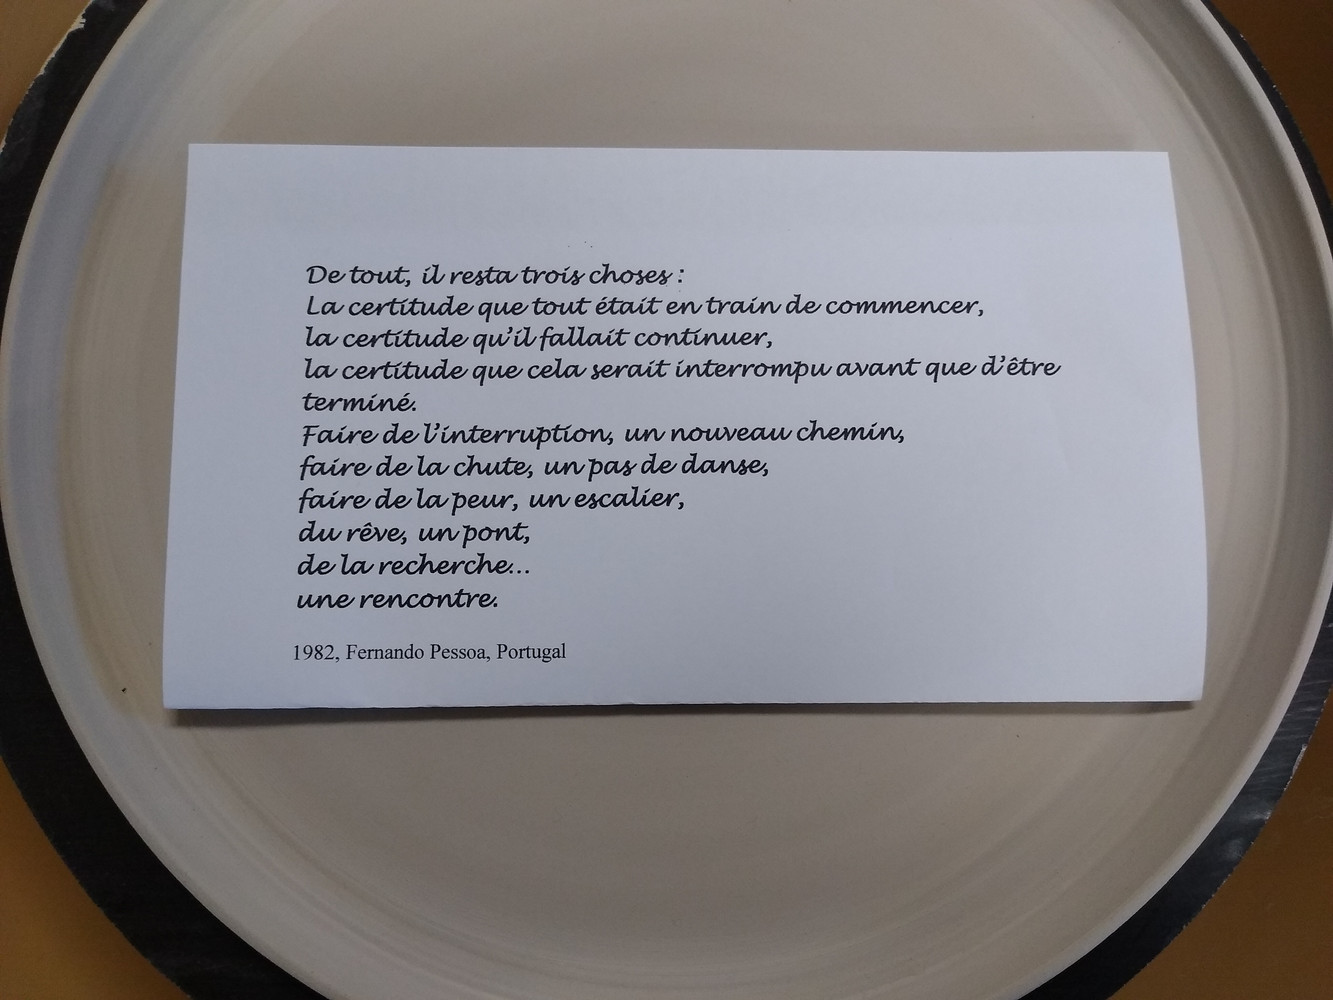 De tout, il resta trois choses :
La certitude que tout était en train de commencer,
la certitude qu'il fallait continuer,
la certitude que cela serait interrompu avant que d'être
terminé.
Faire de l'interruption, un nouveau chemin,
faire de la chute, un pas de danse,
faire de la peur, un escalier,
du rêve, un pont,
de la recherche…
une rencontre.
1982, Fernando Pessoa, Portugal